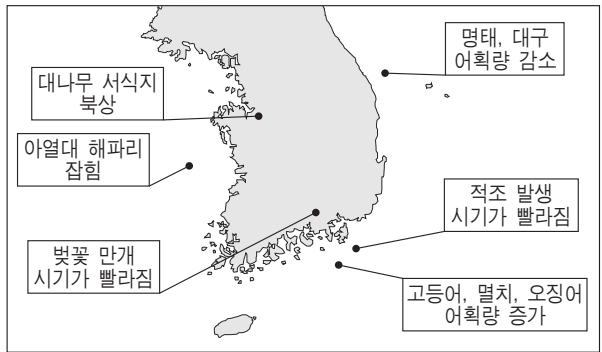 명태, 대구
어획량 감소
대나무 서식지
북상
아열대 해파리
잡힘
적조 발생
시기가 빨라짐
벚꽃 만개
시기가 빨라짐
고등어, 멸치, 오징어
어획량 증가